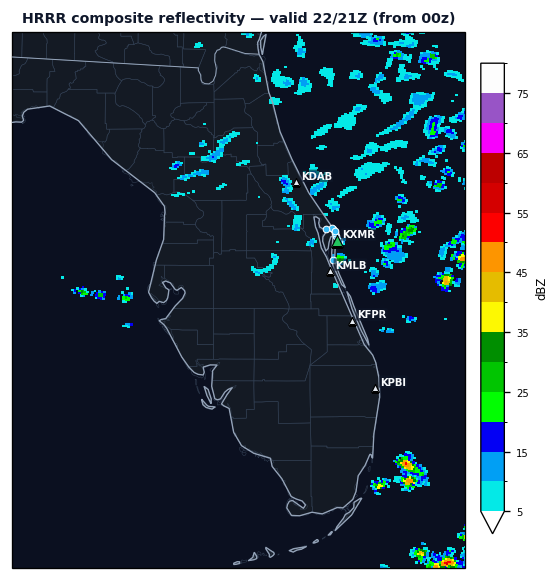 HRRR composite reflectivity — valid 22/21Z (from 00z)
75
65
55
45
35
25
15
5
dBZ
KDAB
KXMR
KMLB
KFPR
KPBI